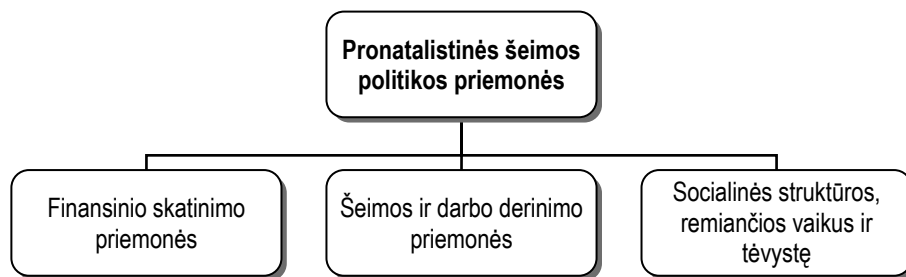 Pronatalistinės šeimos
politikos priemonės
Finansinio skatinimo
priemonės
Šeimos ir darbo derinimo
priemonės
Socialinės struktūros,
remiančios vaikus ir
tėvystę